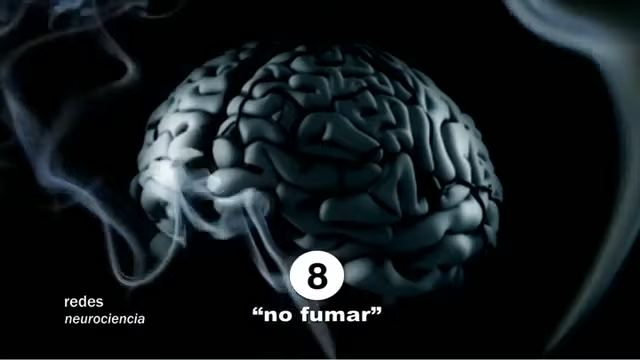 8
redes
neurociencia
“no fumar”